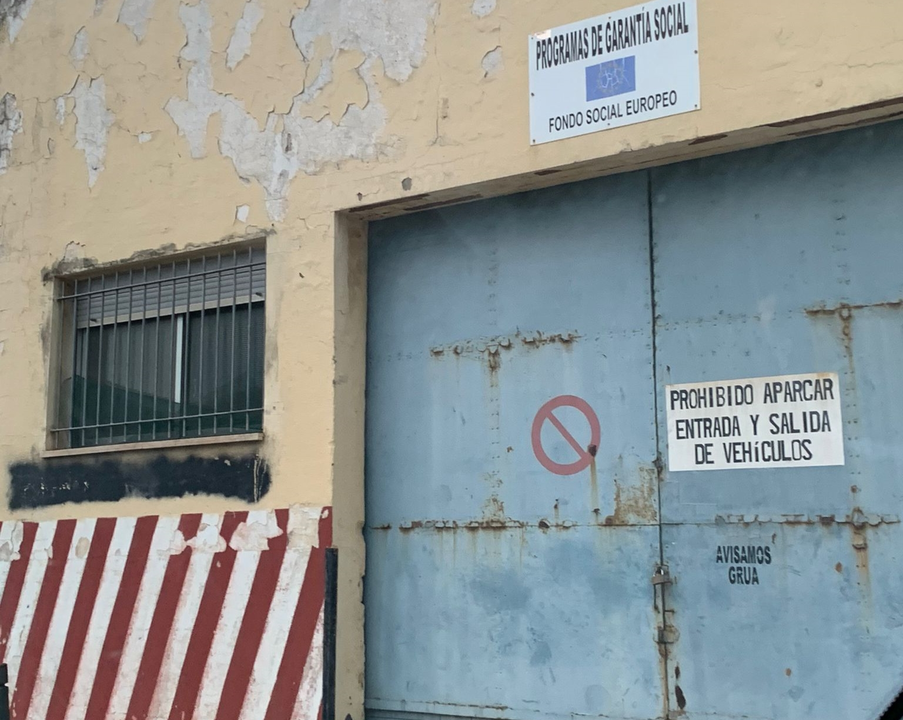 PROGRAMAS DE GARANTÍA SOCIAL
FONDO SOCIAL EUROPEO
PROHIBIDO APARCAR
ENTRADA Y SALIDA
DE VEHíCULOS
AVISAMOS
GRUA